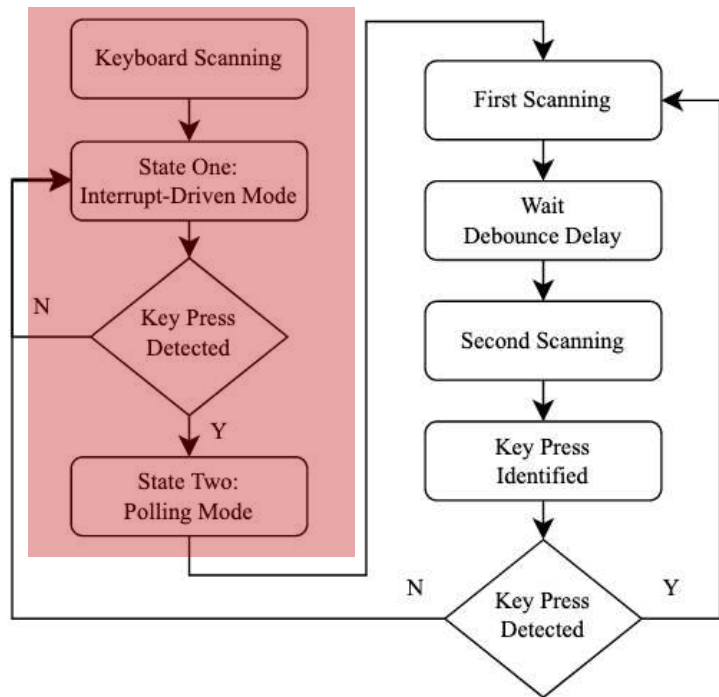 Keyboard Scanning
State One:
Interrupt-Driven Mode
N
Key Press
Detected
Y
State Two:
Polling Mode
First Scanning
Wait
Debounce Delay
Second Scanning
Key Press
Identified
N
Y
Key Press
Detected